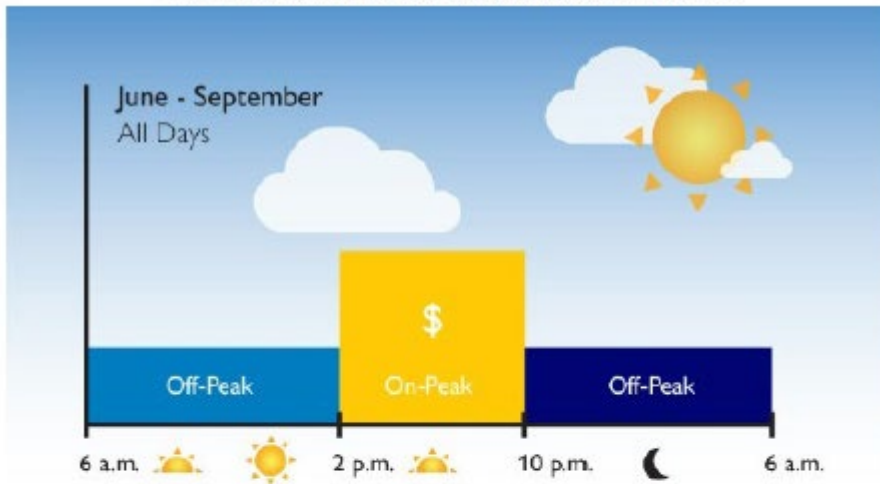 June - September
All Days
$
Off-Peak On-Peak Off-Peak
6 a.m. 2 p.m. 10 p.m. 6 a.m.